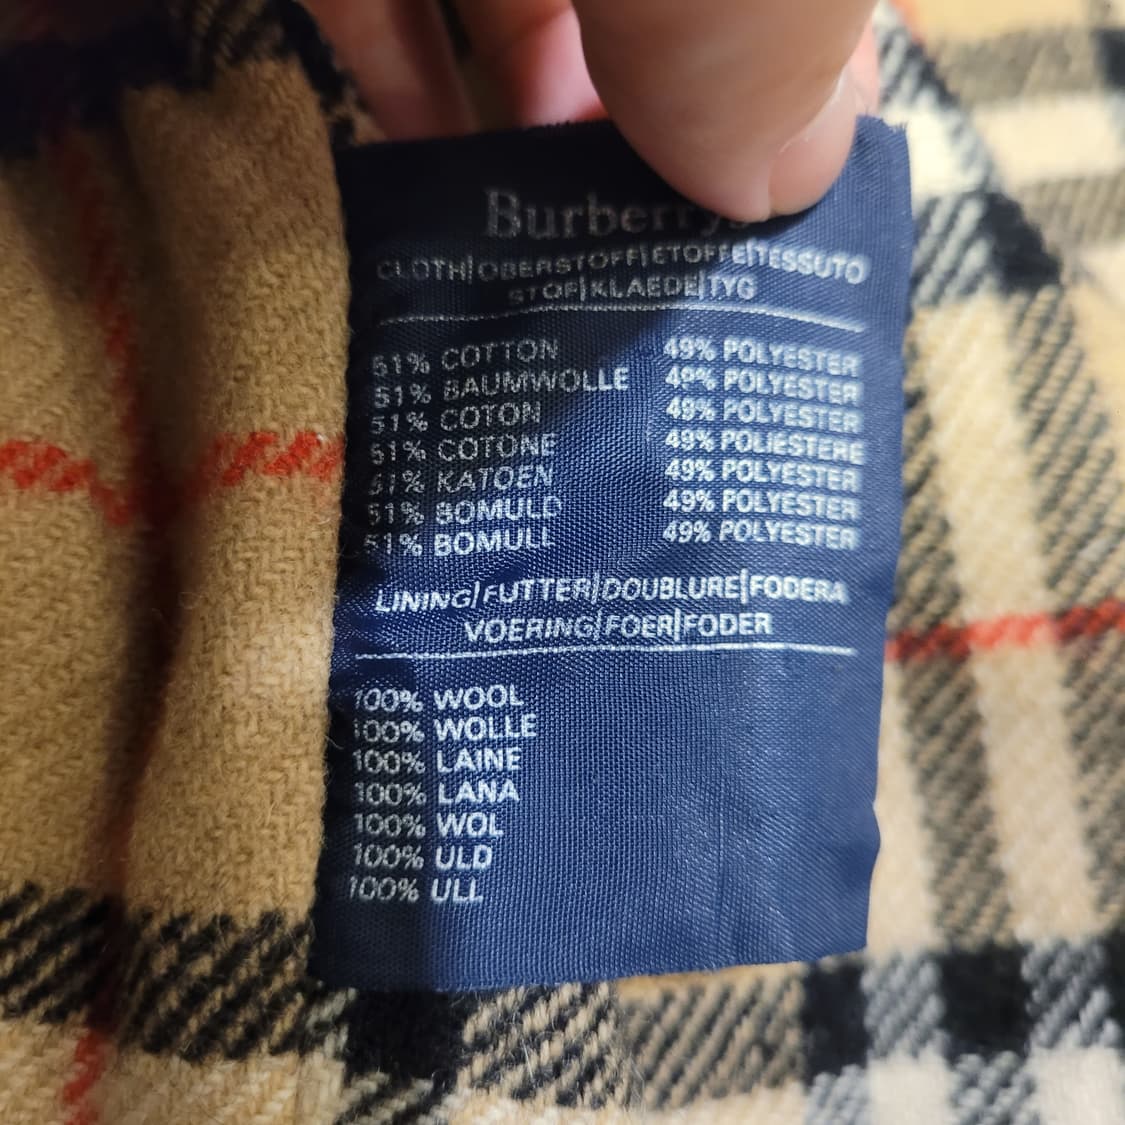 Burberrys
CLOTH|OBERSTOFF|ETOFFE|TESSUTO
STOF|KLAEDE|TYG
51% COTTON 49% POLYESTER
51% BAUMWOLLE 49% POLYESTER
51% COTON 49% POLYESTER
51% COTONE 49% POLIESTERE
51% KATOEN 49% POLYESTER
51% BOMULD 49% POLYESTER
51% BOMULL 49% POLYESTER
LINING|FUTTER|DOUBLURE|FODERA
VOERING|FOER|FODER
100% WOOL
100% WOLLE
100% LAINE
100% LANA
100% WOL
100% ULD
100% ULL